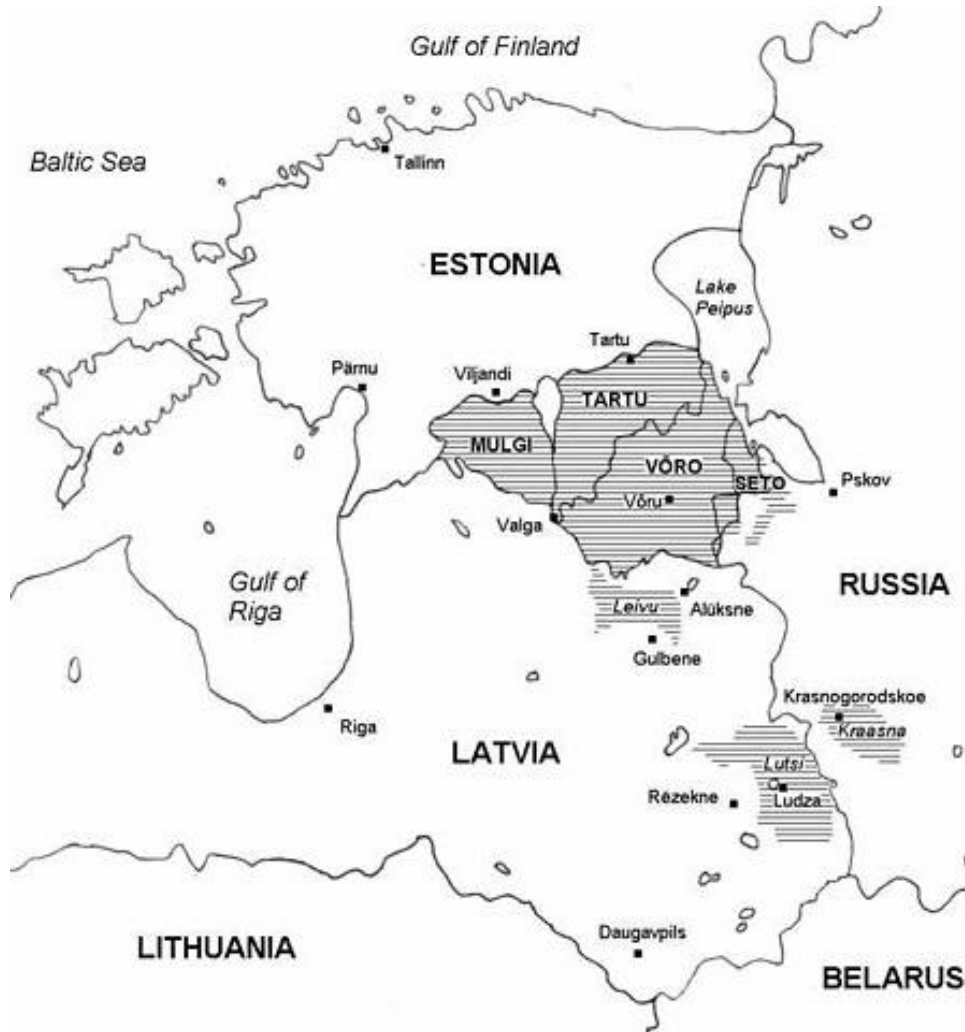 Gulf of Finland
Baltic Sea
Tallinn
ESTONIA
Lake
Peipus
Tartu
Pärnu
Viljandi
TARTU
MULGI
VÕRO
SETO
Pskov
Võru
Valga
Gulf of
Riga
RUSSIA
Leivu
Alūksne
Gulbene
Krasnogorodskoe
Kraasna
Riga
LATVIA
Lutsi
Rēzekne
Ludza
Daugavpils
LITHUANIA
BELARUS